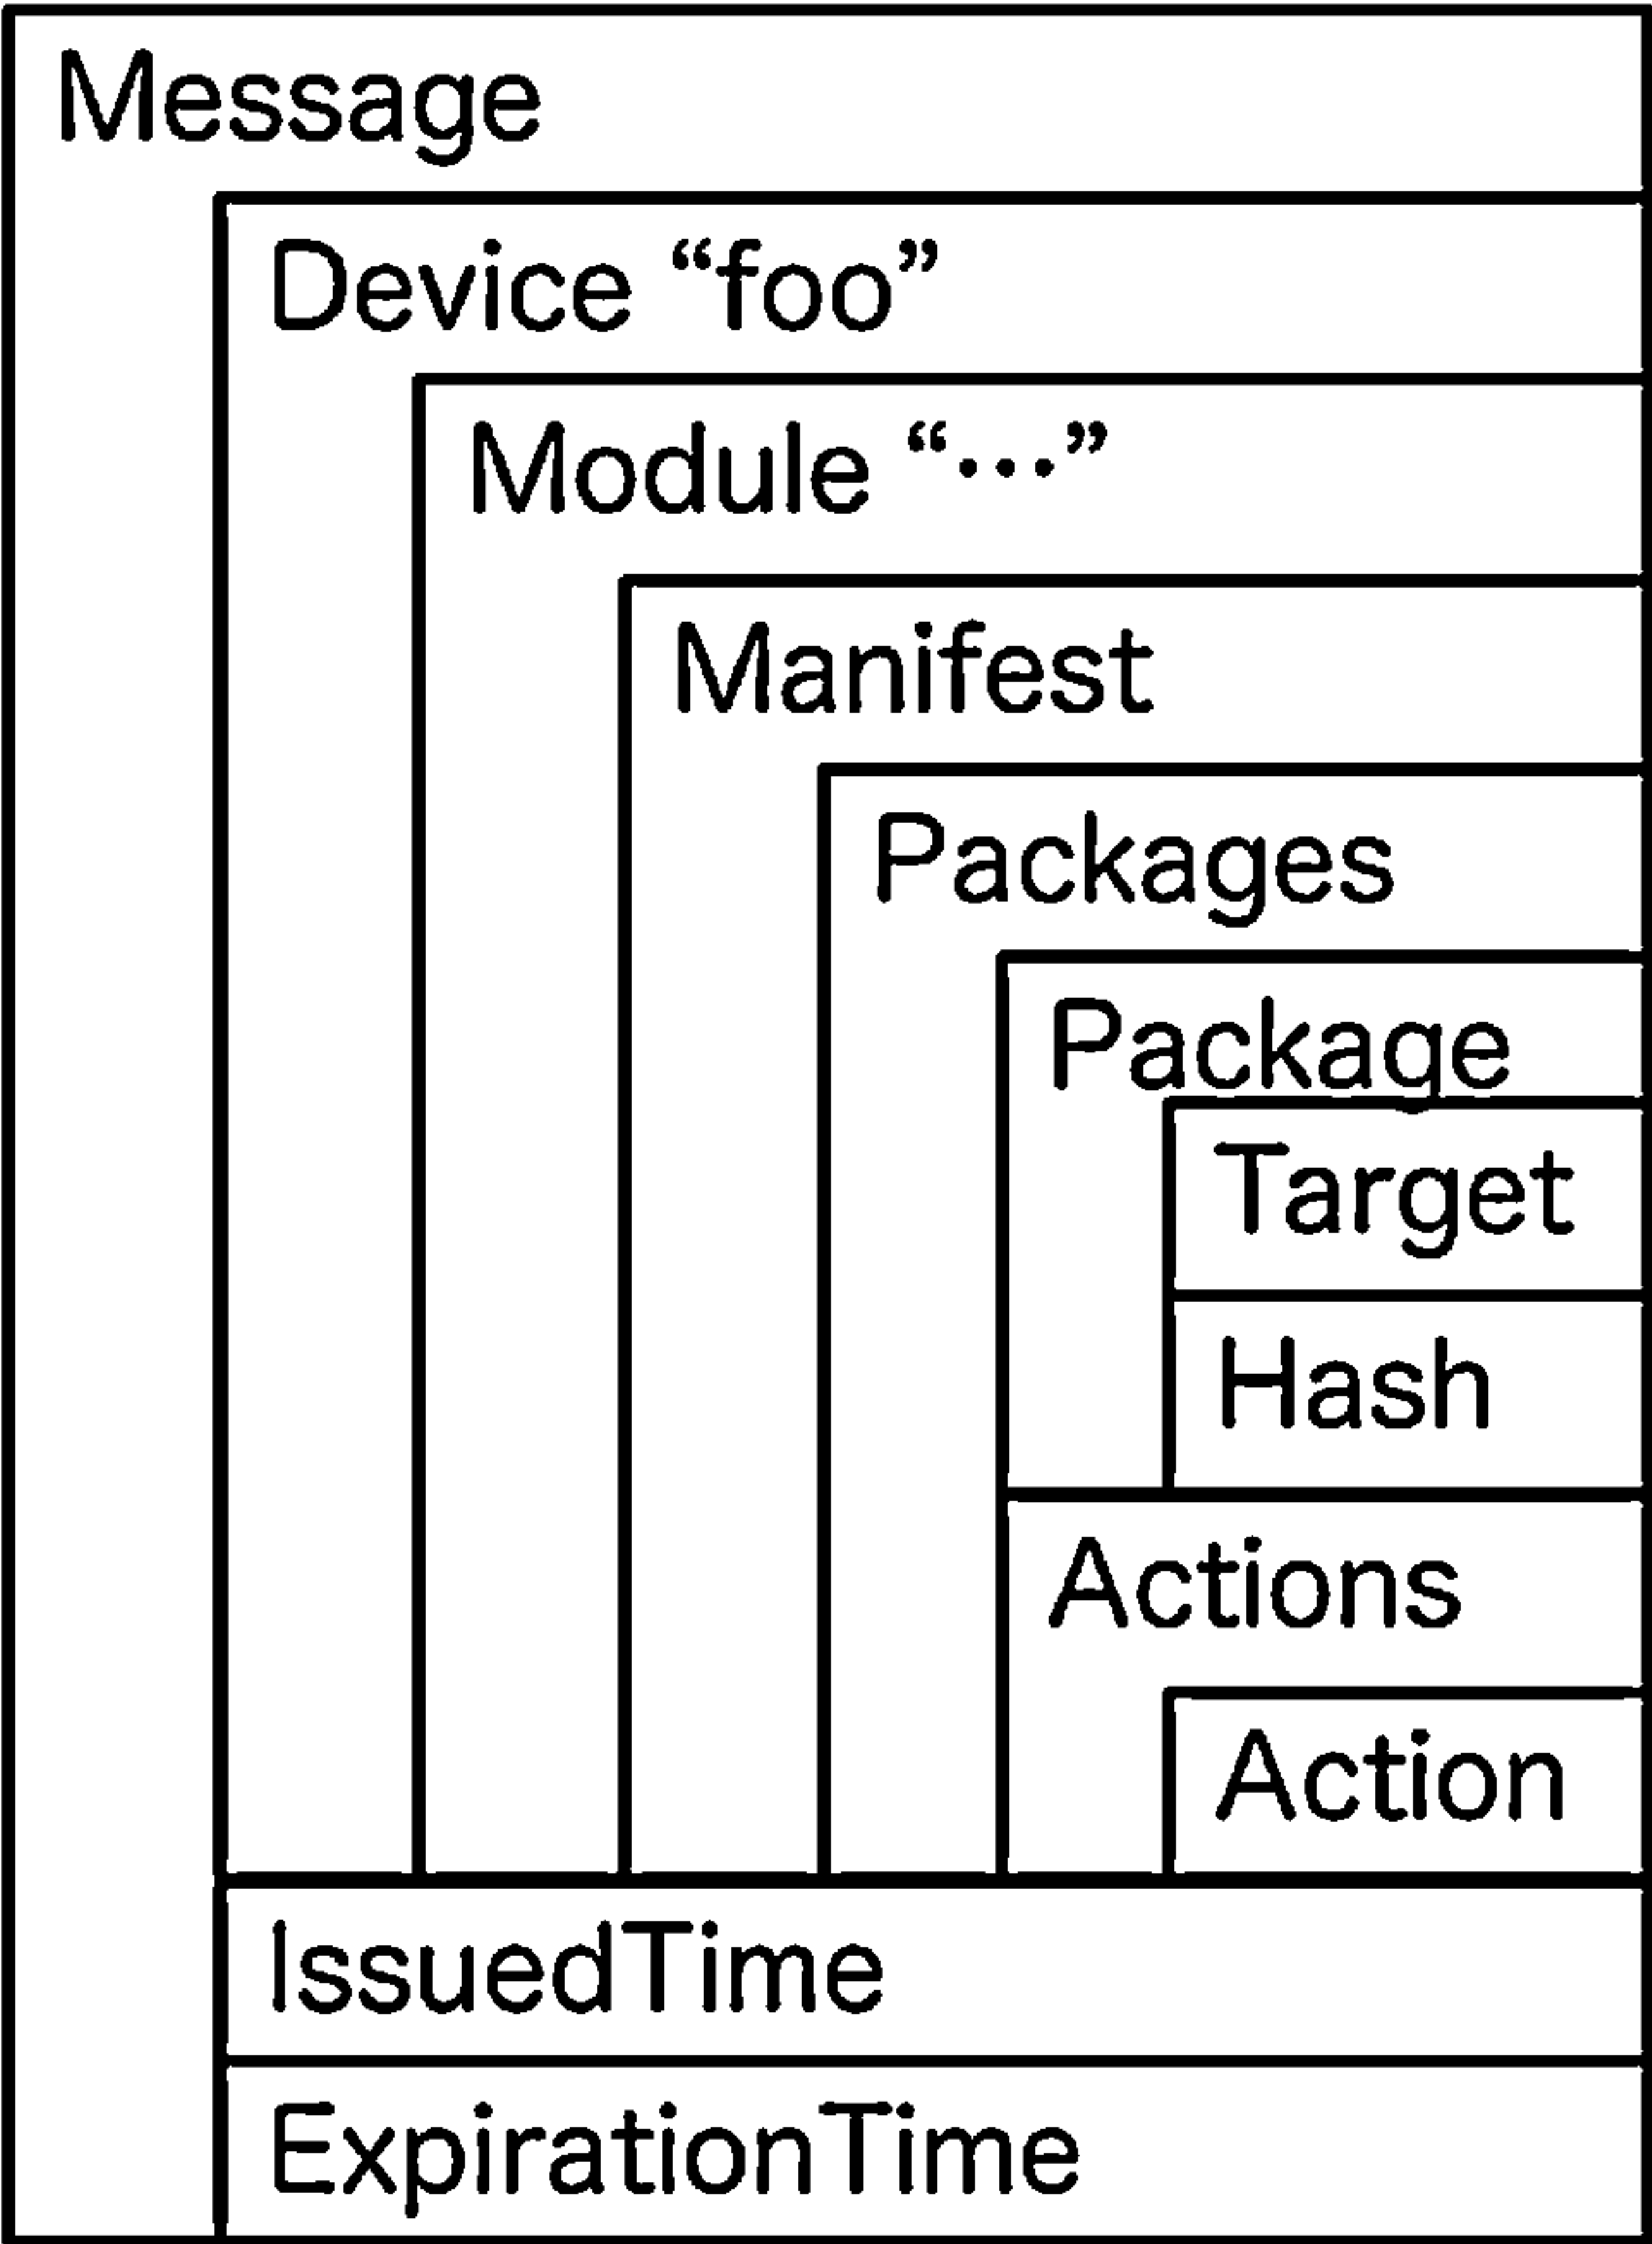 Message
Device “foo”
Module “···”
Manifest
Packages
Package
Target
Hash
Actions
Action
IssuedTime
ExpirationTime